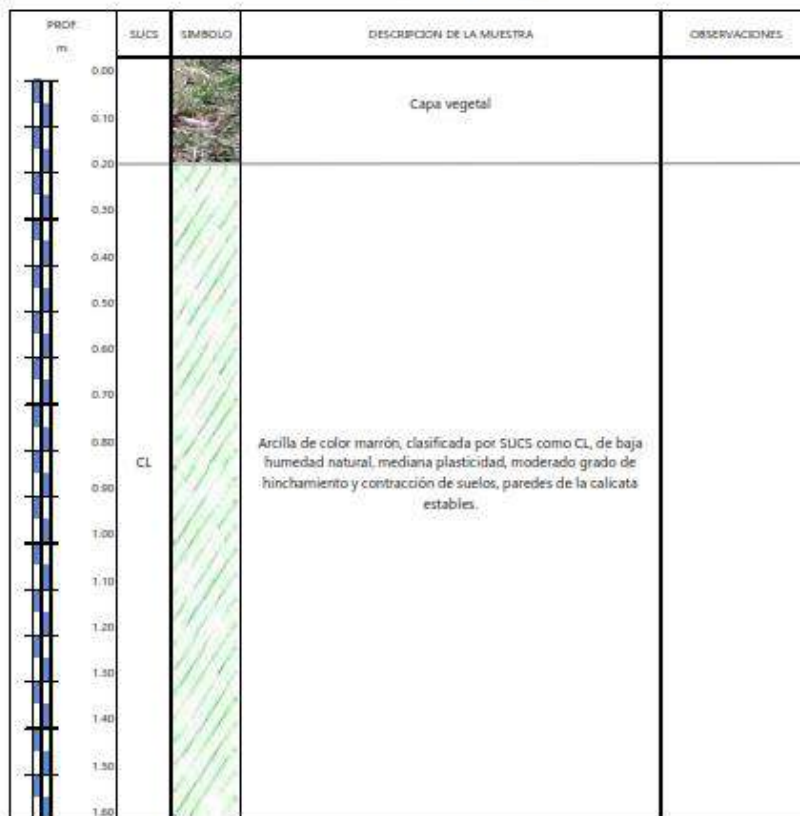 PROF.
m
SUCS
SIMBOLO
DESCRIPCION DE LA MUESTRA
OBSERVACIONES
0.00
Capa vegetal
0.10
0.20
0.30
0.40
0.50
0.60
0.70
0.80
CL
Arcilla de color marrón, clasificada por SUCS como CL, de baja
humedad natural, mediana plasticidad, moderado grado de
hinchamiento y contracción de suelos, paredes de la calicata
estables.
0.90
1.00
1.10
1.20
1.30
1.40
1.50
1.60